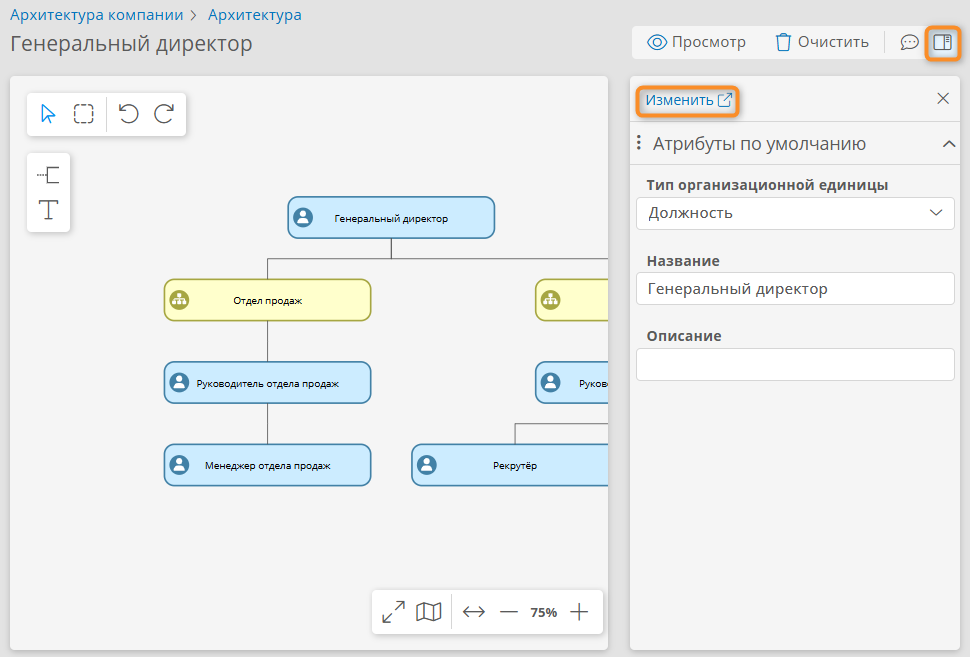 Архитектура компании > Архитектура
Генеральный директор
Просмотр Очистить
Изменить
Атрибуты по умолчанию
Тип организационной единицы
Должность
Название
Генеральный директор
Описание
T
Генеральный директор
Отдел продаж
Руководитель отдела продаж
Руков
Менеджер отдела продаж
Рекрутёр
75%